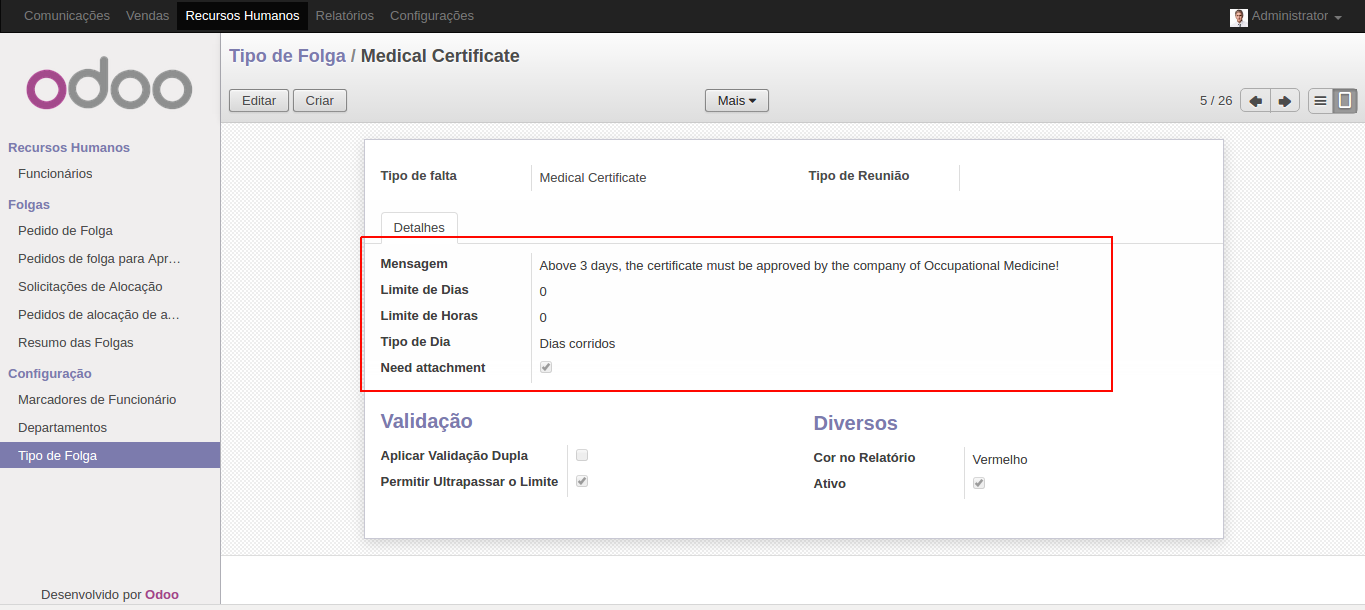 Comunicações Vendas Recursos Humanos Relatórios Configurações Administrator
odoo
Tipo de Folga / Medical Certificate
Editar Criar Mais 5 / 26
Recursos Humanos
Funcionários
Folgas
Pedido de Folga
Pedidos de folga para Apr…
Solicitações de Alocação
Pedidos de alocação de a…
Resumo das Folgas
Configuração
Marcadores de Funcionário
Departamentos
Tipo de Folga
Desenvolvido por Odoo
Tipo de falta Medical Certificate Tipo de Reunião
Detalhes
Mensagem Above 3 days, the certificate must be approved by the company of Occupational Medicine!
Limite de Dias 0
Limite de Horas 0
Tipo de Dia Dias corridos
Need attachment
Validação
Aplicar Validação Dupla
Permitir Ultrapassar o Limite
Diversos
Cor no Relatório Vermelho
Ativo